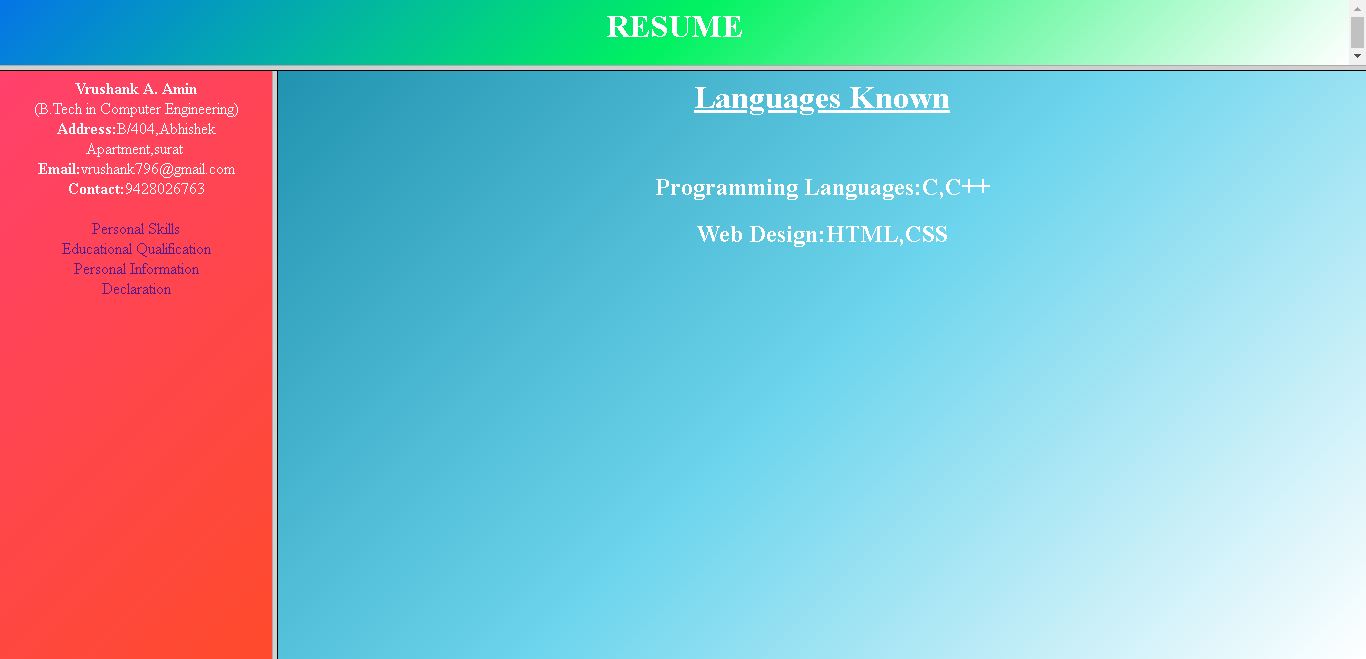 RESUME
Vrushank A. Amin
(B.Tech in Computer Engineering)
Address:B/404,Abhishek
Apartment,surat
Email:vrushank796@gmail.com
Contact:9428026763
Personal Skills
Educational Qualification
Personal Information
Declaration
Languages Known
Programming Languages:C,C++
Web Design:HTML,CSS